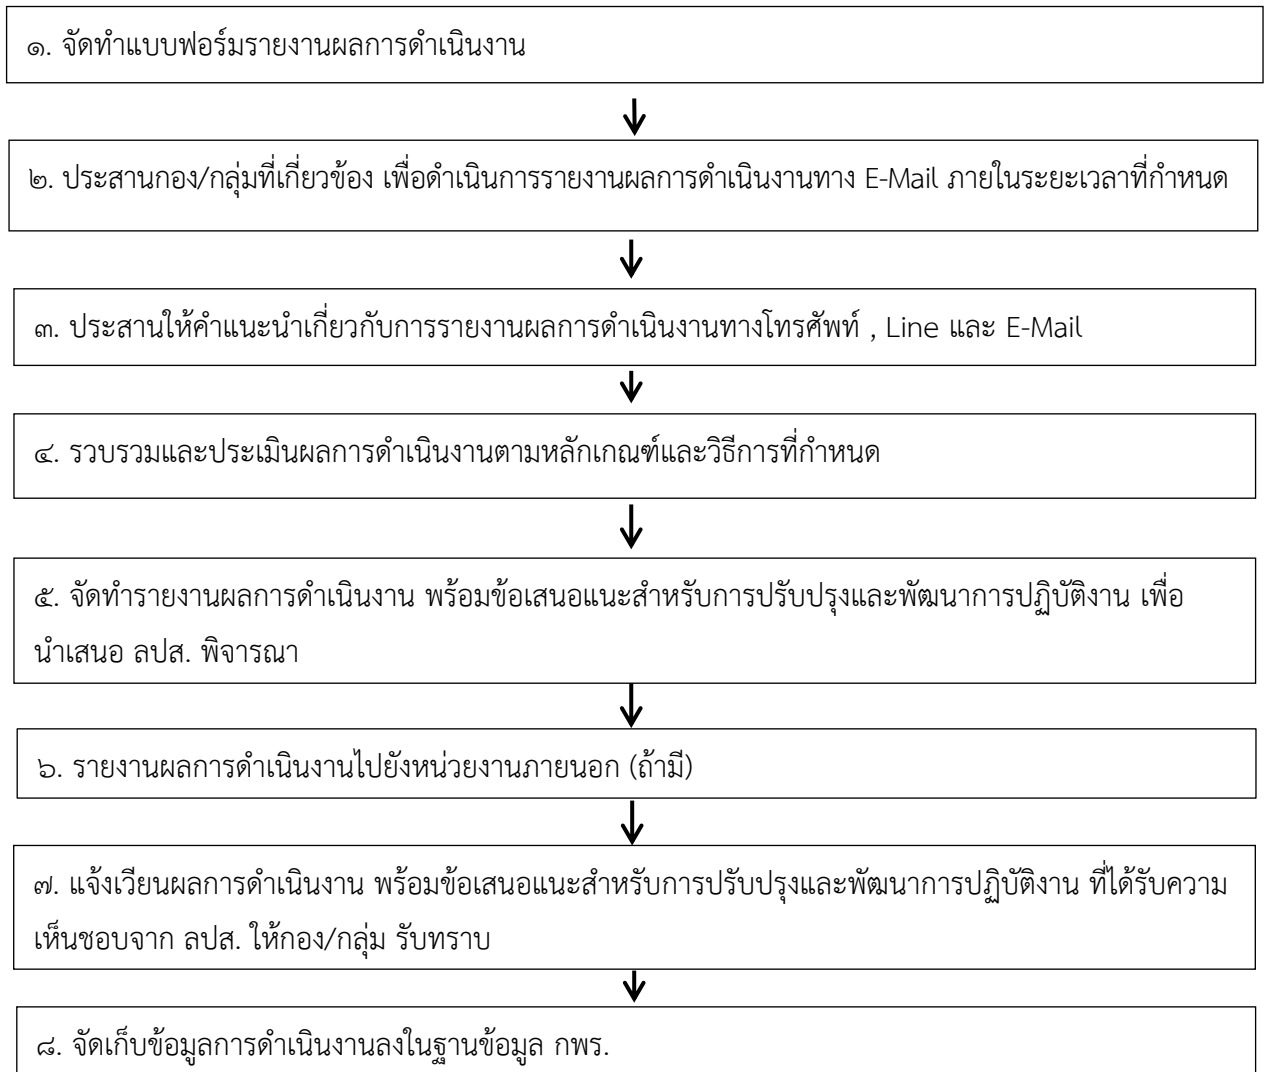 ๑. จัดทำแบบฟอร์มรายงานผลการดำเนินงาน
๒. ประสานกอง/กลุ่มที่เกี่ยวข้อง เพื่อดำเนินการรายงานผลการดำเนินงานทาง E-Mail ภายในระยะเวลาที่กำหนด
๓. ประสานให้คำแนะนำเกี่ยวกับการรายงานผลการดำเนินงานทางโทรศัพท์ , Line และ E-Mail
๔. รวบรวมและประเมินผลการดำเนินงานตามหลักเกณฑ์และวิธีการที่กำหนด
๕. จัดทำรายงานผลการดำเนินงาน พร้อมข้อเสนอแนะสำหรับการปรับปรุงและพัฒนาการปฏิบัติงาน เพื่อ
นำเสนอ ลปส. พิจารณา
๖. รายงานผลการดำเนินงานไปยังหน่วยงานภายนอก (ถ้ามี)
๗. แจ้งเวียนผลการดำเนินงาน พร้อมข้อเสนอแนะสำหรับการปรับปรุงและพัฒนาการปฏิบัติงาน ที่ได้รับความ
เห็นชอบจาก ลปส. ให้กอง/กลุ่ม รับทราบ
๘. จัดเก็บข้อมูลการดำเนินงานลงในฐานข้อมูล กพร.